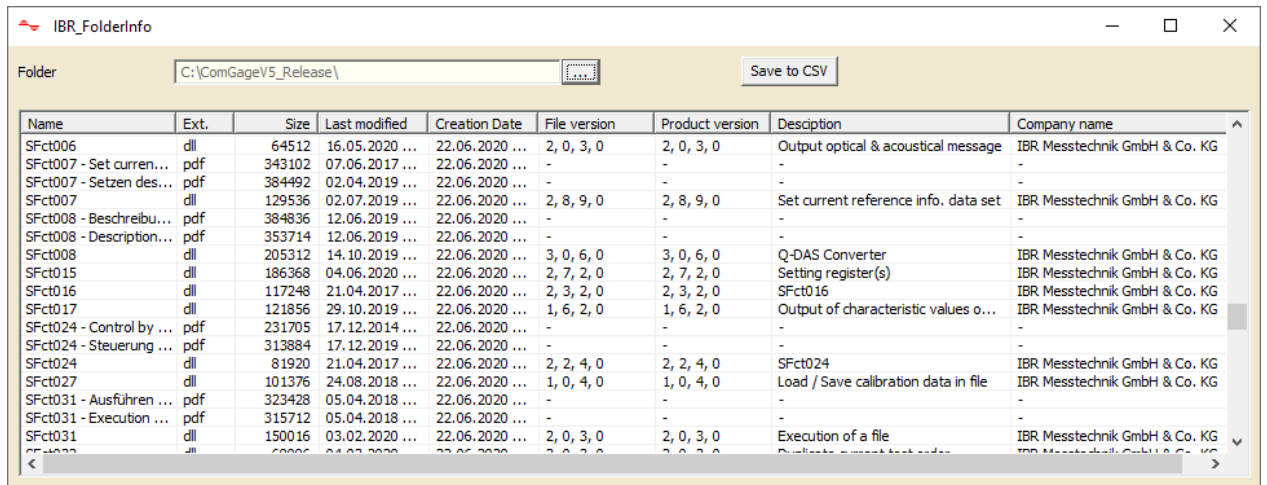 IBR_FolderInfo
Folder C:\ComGageV5_Release\ ... Save to CSV
Name Ext. Size Last modified Creation Date File version Product version Desciption Company name
SFct006 dll 64512 16.05.2020 ... 22.06.2020 ... 2, 0, 3, 0 2, 0, 3, 0 Output optical & acoustical message IBR Messtechnik GmbH & Co. KG
SFct007 - Set curren... pdf 343102 07.06.2017 ... 22.06.2020 ... - - - -
SFct007 - Setzen des... pdf 384492 02.04.2019 ... 22.06.2020 ... - - - -
SFct007 dll 129536 02.07.2019 ... 22.06.2020 ... 2, 8, 9, 0 2, 8, 9, 0 Set current reference info. data set IBR Messtechnik GmbH & Co. KG
SFct008 - Beschreibu... pdf 384836 12.06.2019 ... 22.06.2020 ... - - - -
SFct008 - Description... pdf 353714 12.06.2019 ... 22.06.2020 ... - - - -
SFct008 dll 205312 14.10.2019 ... 22.06.2020 ... 3, 0, 6, 0 3, 0, 6, 0 Q-DAS Converter IBR Messtechnik GmbH & Co. KG
SFct015 dll 186368 04.06.2020 ... 22.06.2020 ... 2, 7, 2, 0 2, 7, 2, 0 Setting register(s) IBR Messtechnik GmbH & Co. KG
SFct016 dll 117248 21.04.2017 ... 22.06.2020 ... 2, 3, 2, 0 2, 3, 2, 0 SFct016 IBR Messtechnik GmbH & Co. KG
SFct017 dll 121856 29.10.2019 ... 22.06.2020 ... 1, 6, 2, 0 1, 6, 2, 0 Output of characteristic values o... IBR Messtechnik GmbH & Co. KG
SFct024 - Control by ... pdf 231705 17.12.2014 ... 22.06.2020 ... - - - -
SFct024 - Steuerung ... pdf 313884 17.12.2019 ... 22.06.2020 ... - - - -
SFct024 dll 81920 21.04.2017 ... 22.06.2020 ... 2, 2, 4, 0 2, 2, 4, 0 SFct024 IBR Messtechnik GmbH & Co. KG
SFct027 dll 101376 24.08.2018 ... 22.06.2020 ... 1, 0, 4, 0 1, 0, 4, 0 Load / Save calibration data in file IBR Messtechnik GmbH & Co. KG
SFct031 - Ausführen ... pdf 323428 05.04.2018 ... 22.06.2020 ... - - - -
SFct031 - Execution ... pdf 315712 05.04.2018 ... 22.06.2020 ... - - - -
SFct031 dll 150016 03.02.2020 ... 22.06.2020 ... 2, 0, 3, 0 2, 0, 3, 0 Execution of a file IBR Messtechnik GmbH & Co. KG